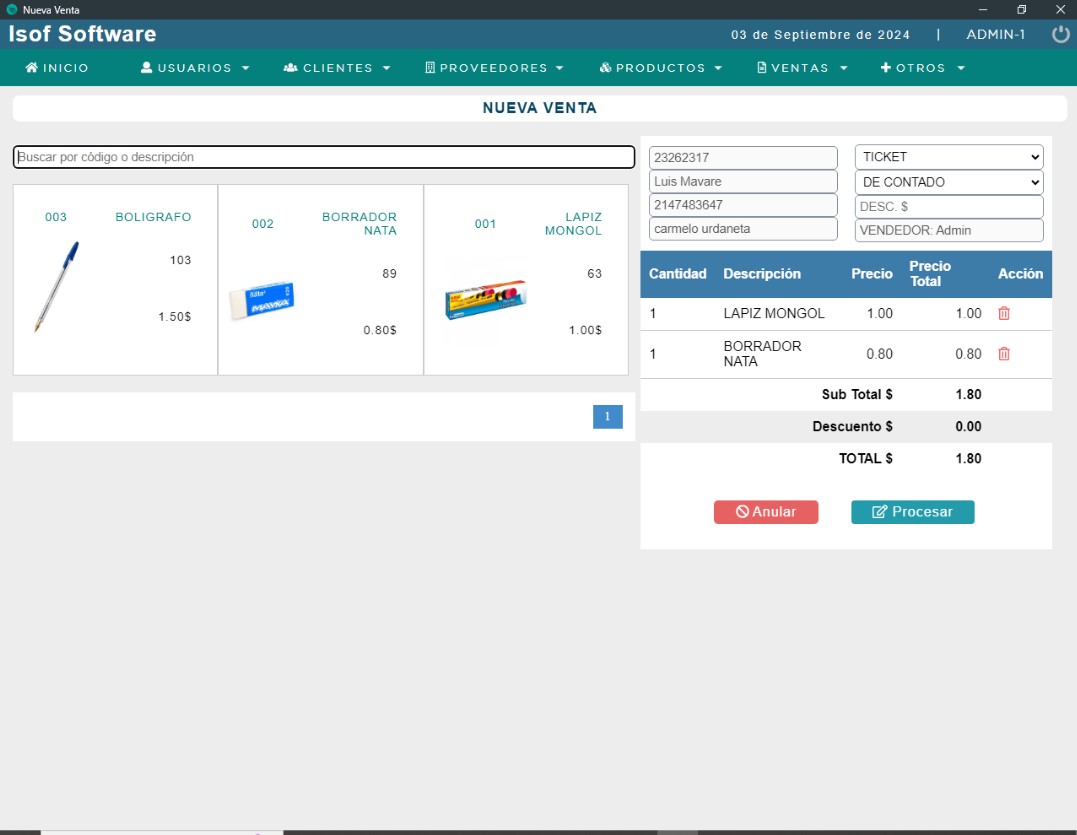 Nueva Venta
Isof Software
03 de Septiembre de 2024 | ADMIN-1
INICIO USUARIOS CLIENTES PROVEEDORES PRODUCTOS VENTAS OTROS
NUEVA VENTA
Buscar por código o descripción
003 BOLIGRAFO
103
1.50$
002 BORRADOR
NATA
89
0.80$
001 LAPIZ
MONGOL
63
1.00$
1
23262317
Luis Mavare
2147483647
carmelo urdaneta
TICKET
DE CONTADO
DESC. $
VENDEDOR: Admin
Cantidad Descripción Precio Precio
Total Acción
1 LAPIZ MONGOL 1.00 1.00
1 BORRADOR
NATA 0.80 0.80
Sub Total $ 1.80
Descuento $ 0.00
TOTAL $ 1.80
Anular Procesar